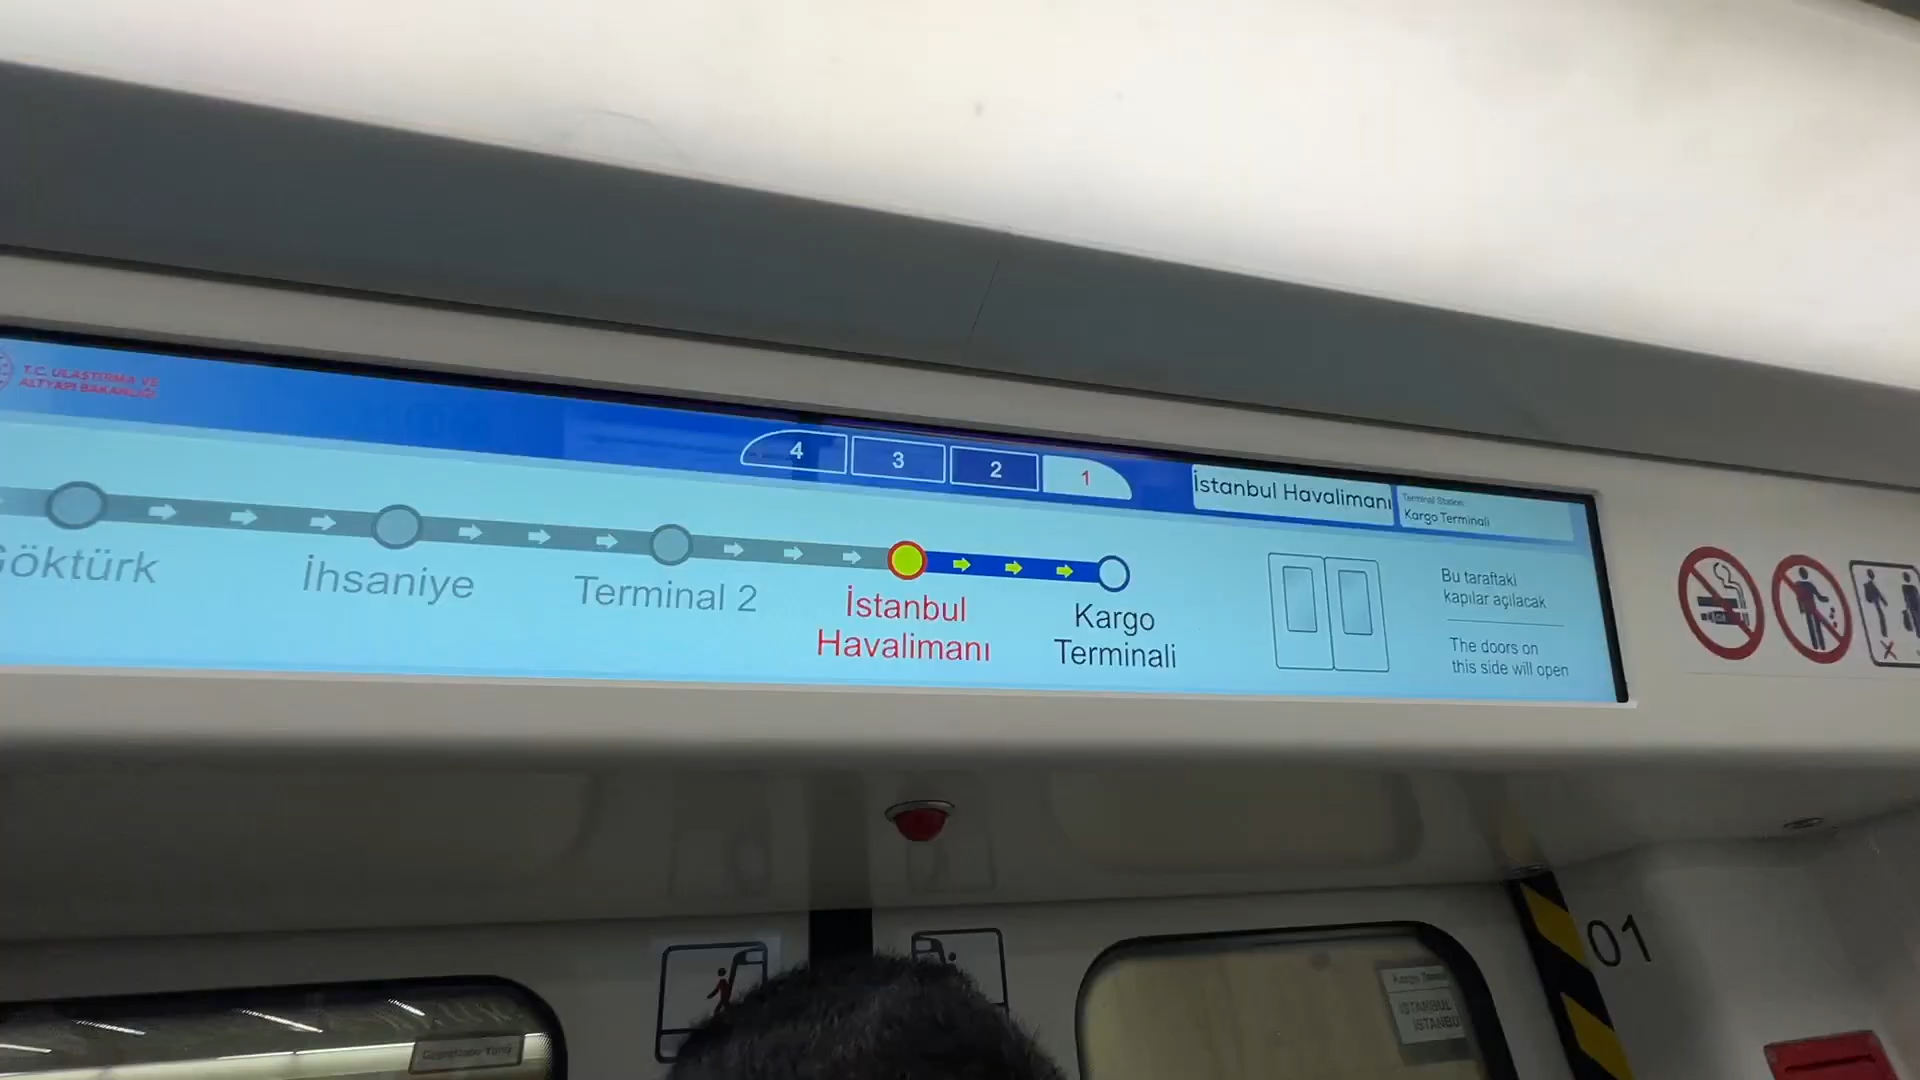 T.C. ULAŞTIRMA VE
ALTYAPI BAKANLIĞI
4
3
2
1
İstanbul Havalimanı
Terminal Station:
Kargo Terminali
Göktürk
İhsaniye
Terminal 2
İstanbul
Havalimanı
Kargo
Terminali
Bu taraftaki
kapılar açılacak
The doors on
this side will open
01
İSTANBUL